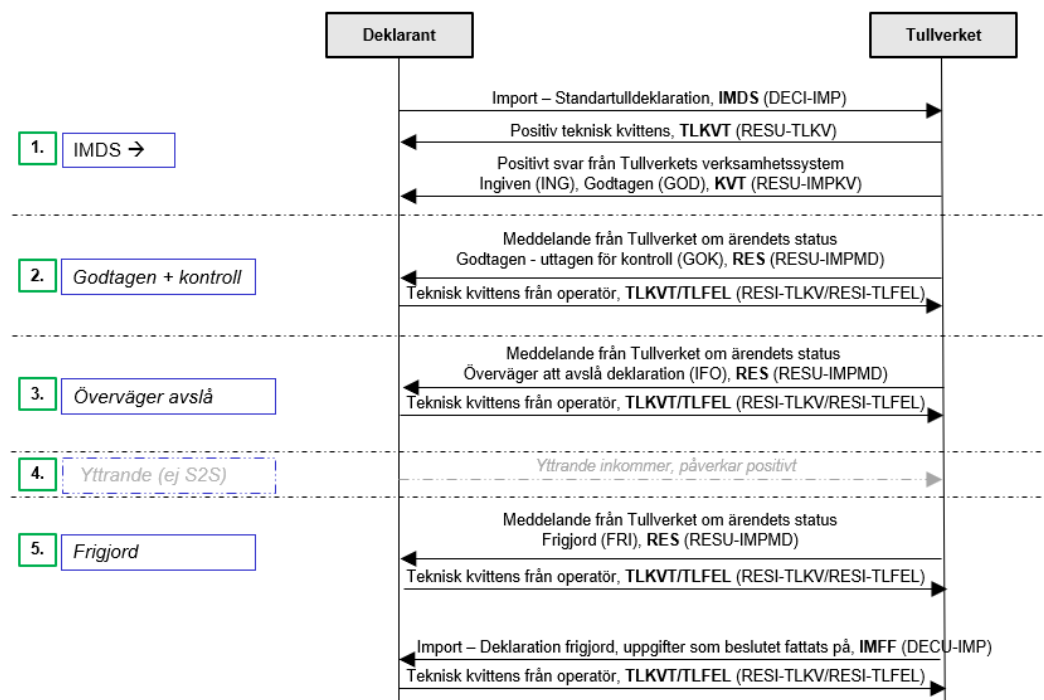 Deklarant
Tullverket
Import – Standartulldeklaration, IMDS (DECI-IMP)
Positiv teknisk kvittens, TLKVT (RESU-TLKV)
1.
IMDS →
Positivt svar från Tullverkets verksamhetssystem
Ingiven (ING), Godtagen (GOD), KVT (RESU-IMPKV)
Meddelande från Tullverket om ärendets status
2.
Godtagen + kontroll
Godtagen - uttagen för kontroll (GOK), RES (RESU-IMPMD)
Teknisk kvittens från operatör, TLKVT/TLFEL (RESI-TLKV/RESI-TLFEL)
Meddelande från Tullverket om ärendets status
3.
Överväger avslå
Överväger att avslå deklaration (IFO), RES (RESU-IMPMD)
Teknisk kvittens från operatör, TLKVT/TLFEL (RESI-TLKV/RESI-TLFEL)
4.
Yttrande (ej S2S)
Yttrande inkommer, påverkar positivt
Meddelande från Tullverket om ärendets status
5.
Frigjord
Frigjord (FRI), RES (RESU-IMPMD)
Teknisk kvittens från operatör, TLKVT/TLFEL (RESI-TLKV/RESI-TLFEL)
Import – Deklaration frigjord, uppgifter som beslutet fattats på, IMFF (DECU-IMP)
Teknisk kvittens från operatör, TLKVT/TLFEL (RESI-TLKV/RESI-TLFEL)